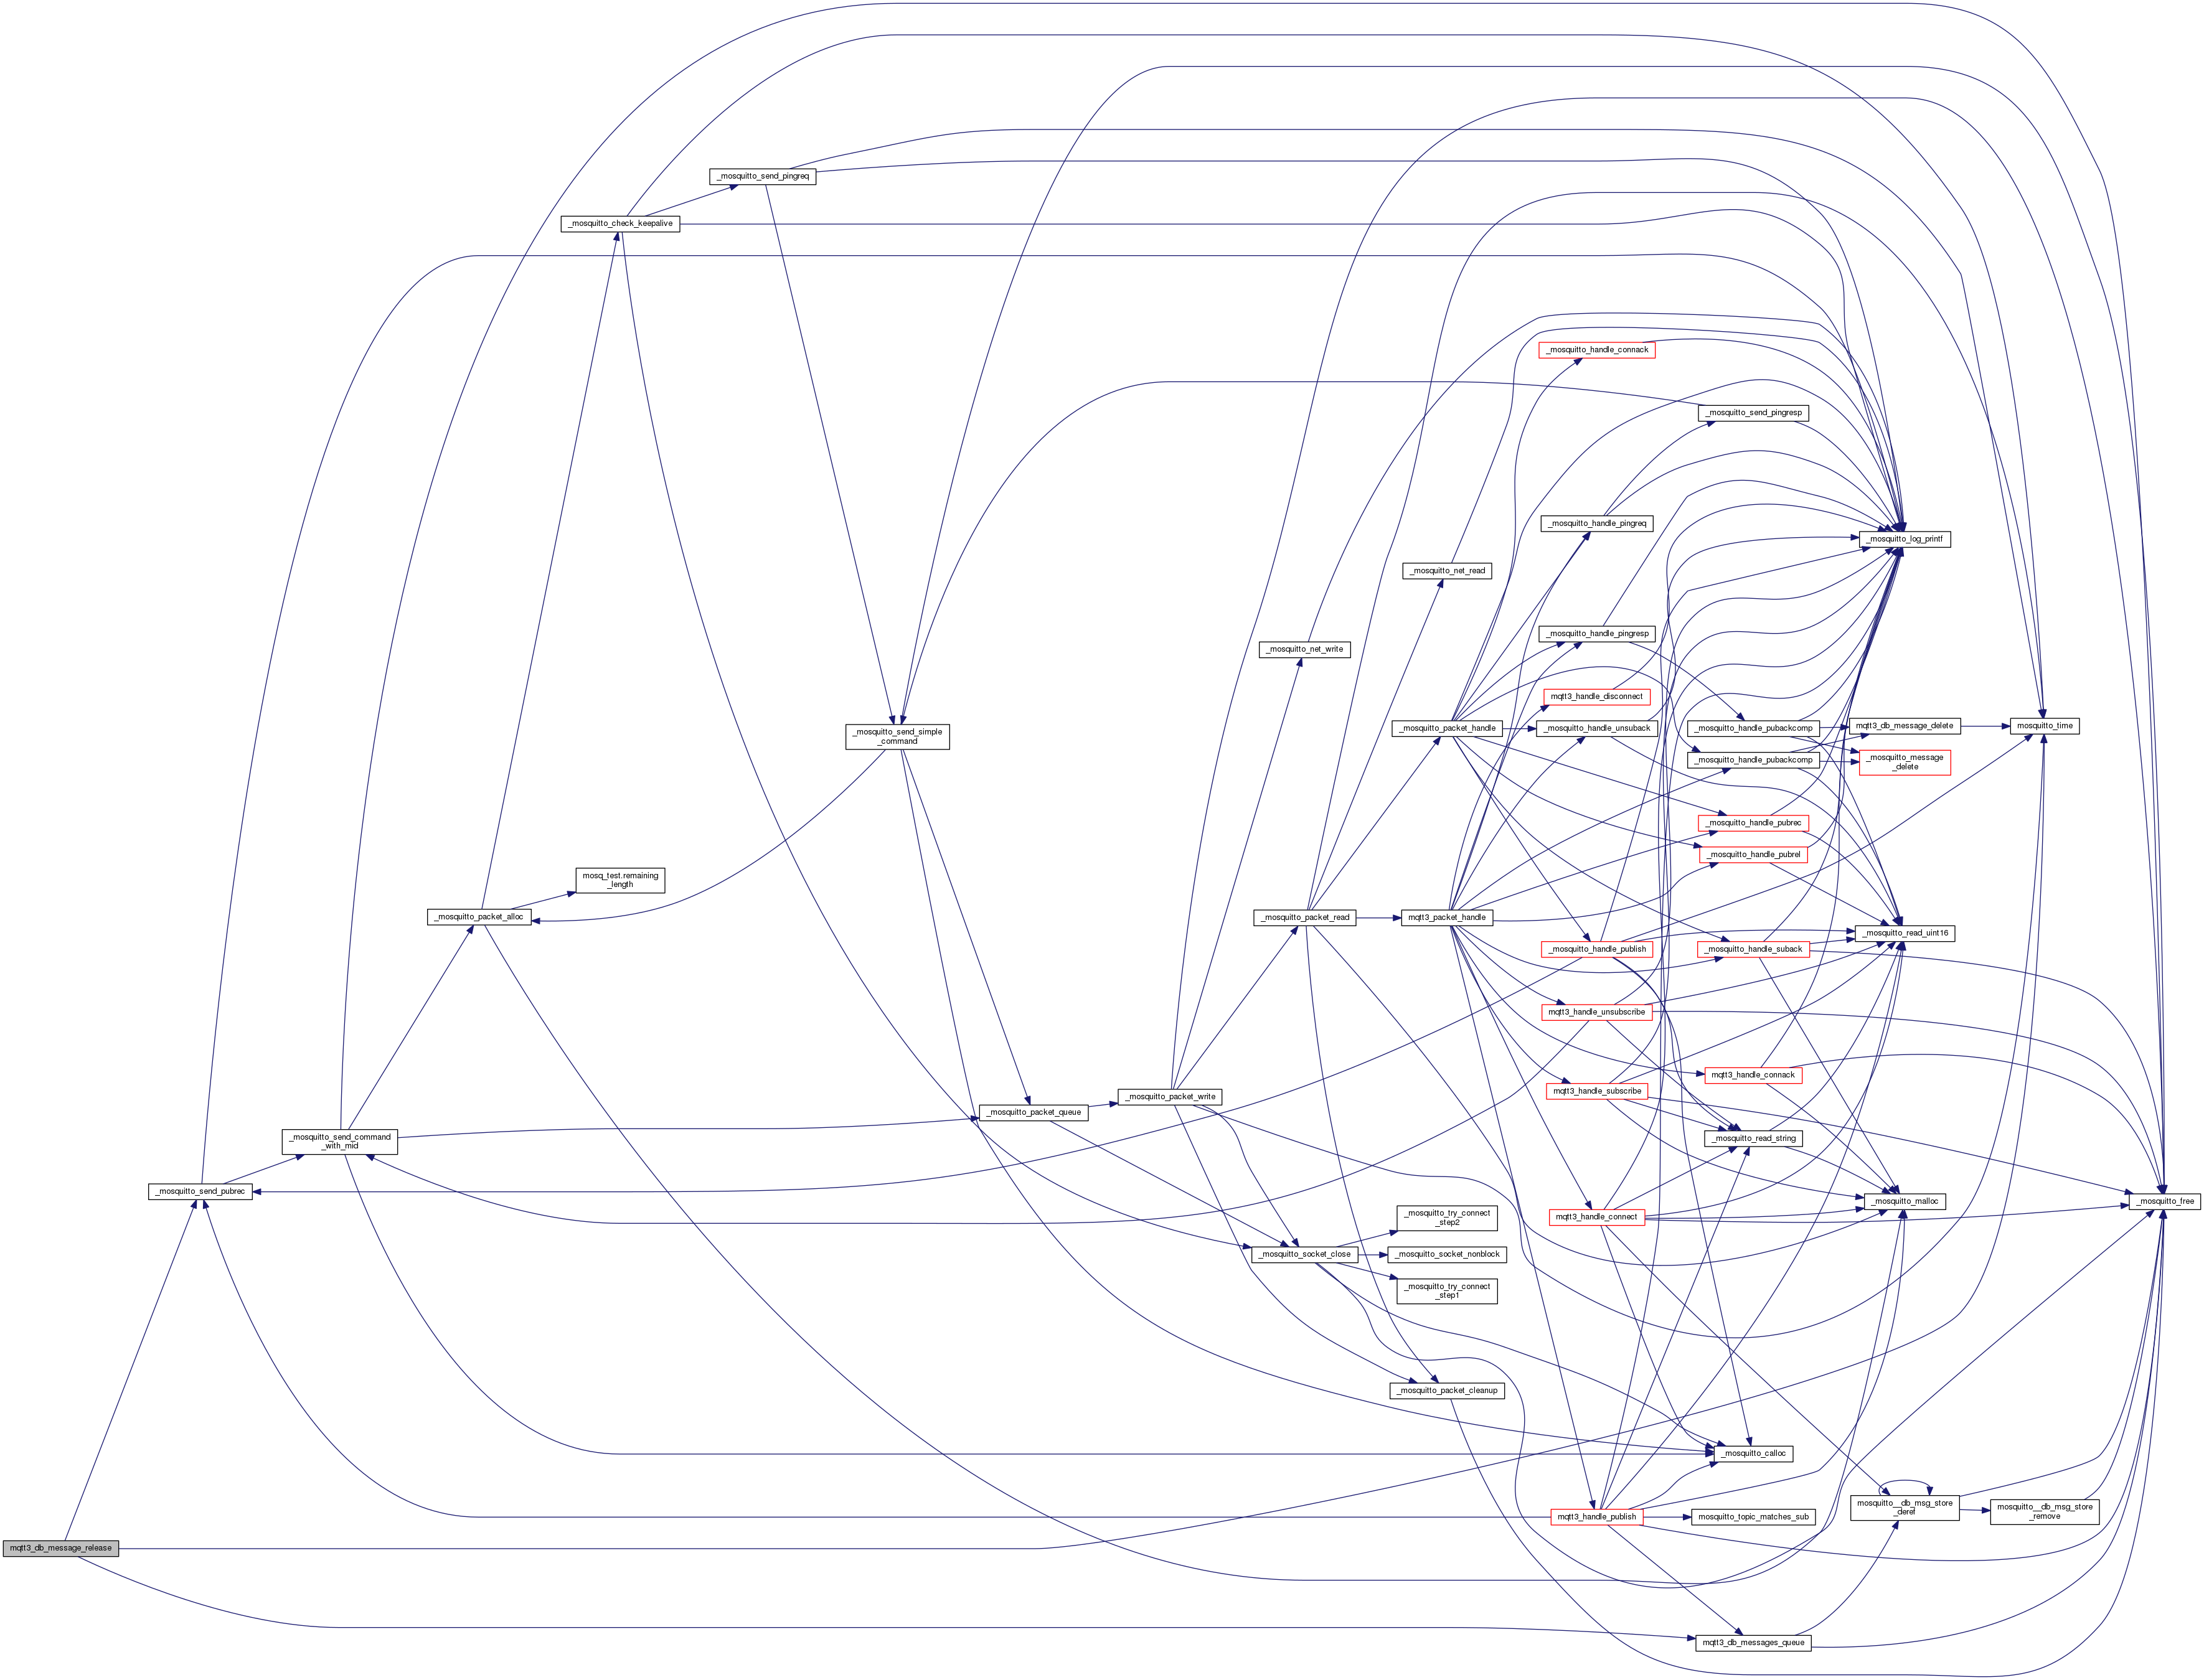 _mosquitto_send_pingreq
_mosquitto_check_keepalive
_mosquitto_handle_connack
_mosquitto_send_pingresp
_mosquitto_handle_pingreq
_mosquitto_log_printf
_mosquitto_net_read
_mosquitto_handle_pingresp
_mosquitto_net_write
mqtt3_handle_disconnect
_mosquitto_send_simple
_command
_mosquitto_packet_handle
_mosquitto_handle_unsuback
_mosquitto_handle_pubackcomp
mqtt3_db_message_delete
mosquitto_time
_mosquitto_handle_pubackcomp
_mosquitto_message
_delete
_mosquitto_handle_pubrec
_mosquitto_handle_pubrel
mosq_test.remaining
_length
_mosquitto_packet_alloc
_mosquitto_packet_read
mqtt3_packet_handle
_mosquitto_read_uint16
_mosquitto_handle_publish
_mosquitto_handle_suback
mqtt3_handle_unsubscribe
mqtt3_handle_connack
mqtt3_handle_subscribe
_mosquitto_packet_write
_mosquitto_packet_queue
_mosquitto_send_command
_with_mid
_mosquitto_read_string
_mosquitto_send_pubrec
_mosquitto_malloc
_mosquitto_free
_mosquitto_try_connect
_step2
mqtt3_handle_connect
_mosquitto_socket_close
_mosquitto_socket_nonblock
_mosquitto_try_connect
_step1
_mosquitto_packet_cleanup
_mosquitto_calloc
mosquitto__db_msg_store
_deref
mosquitto__db_msg_store
_remove
mqtt3_handle_publish
mosquitto_topic_matches_sub
mqtt3_db_message_release
mqtt3_db_messages_queue